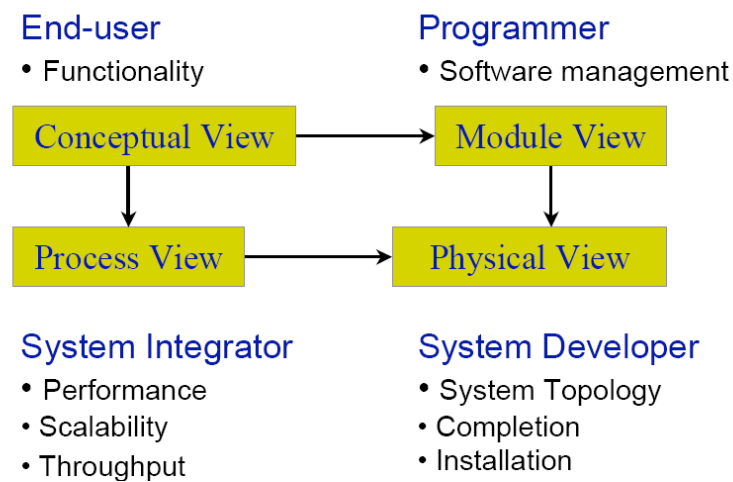 End-user
• Functionality
Programmer
• Software management
Conceptual View
Module View
Process View
Physical View
System Integrator
• Performance
• Scalability
• Throughput
System Developer
• System Topology
• Completion
• Installation